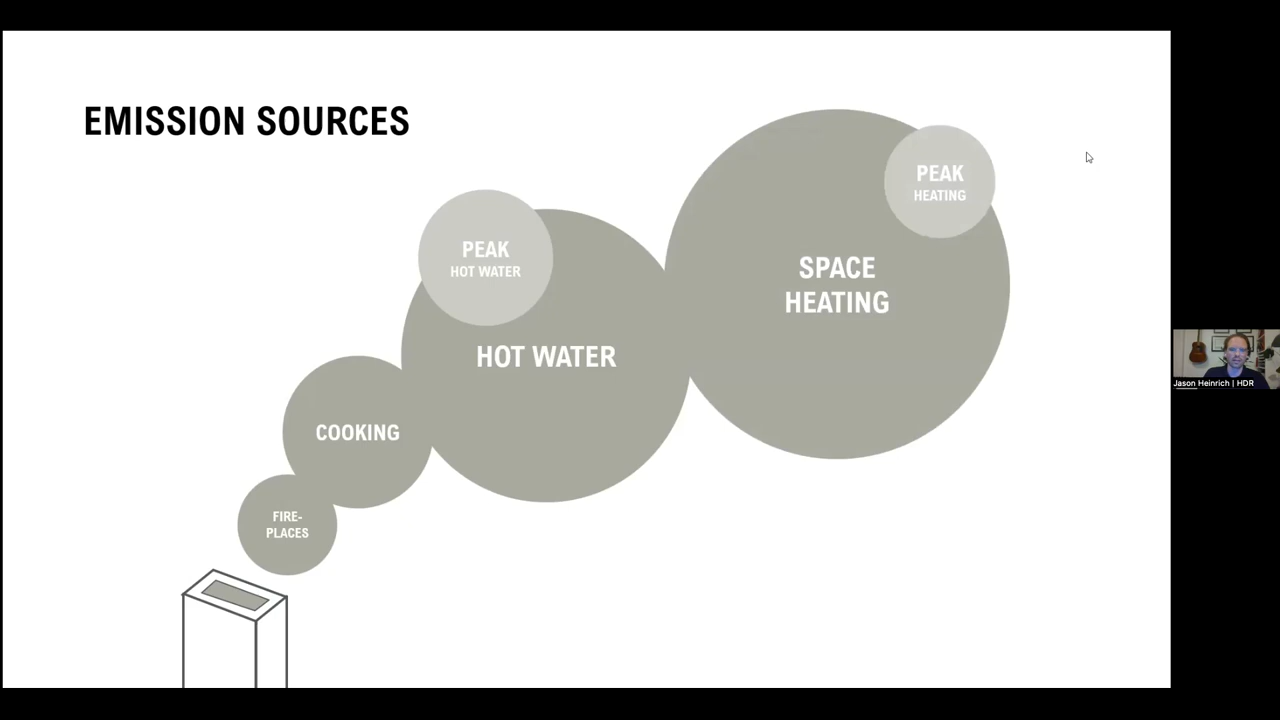 EMISSION SOURCES
PEAK
HEATING
PEAK
HOT WATER
SPACE
HEATING
HOT WATER
COOKING
FIRE-
PLACES
Jason Heinrich | HDR